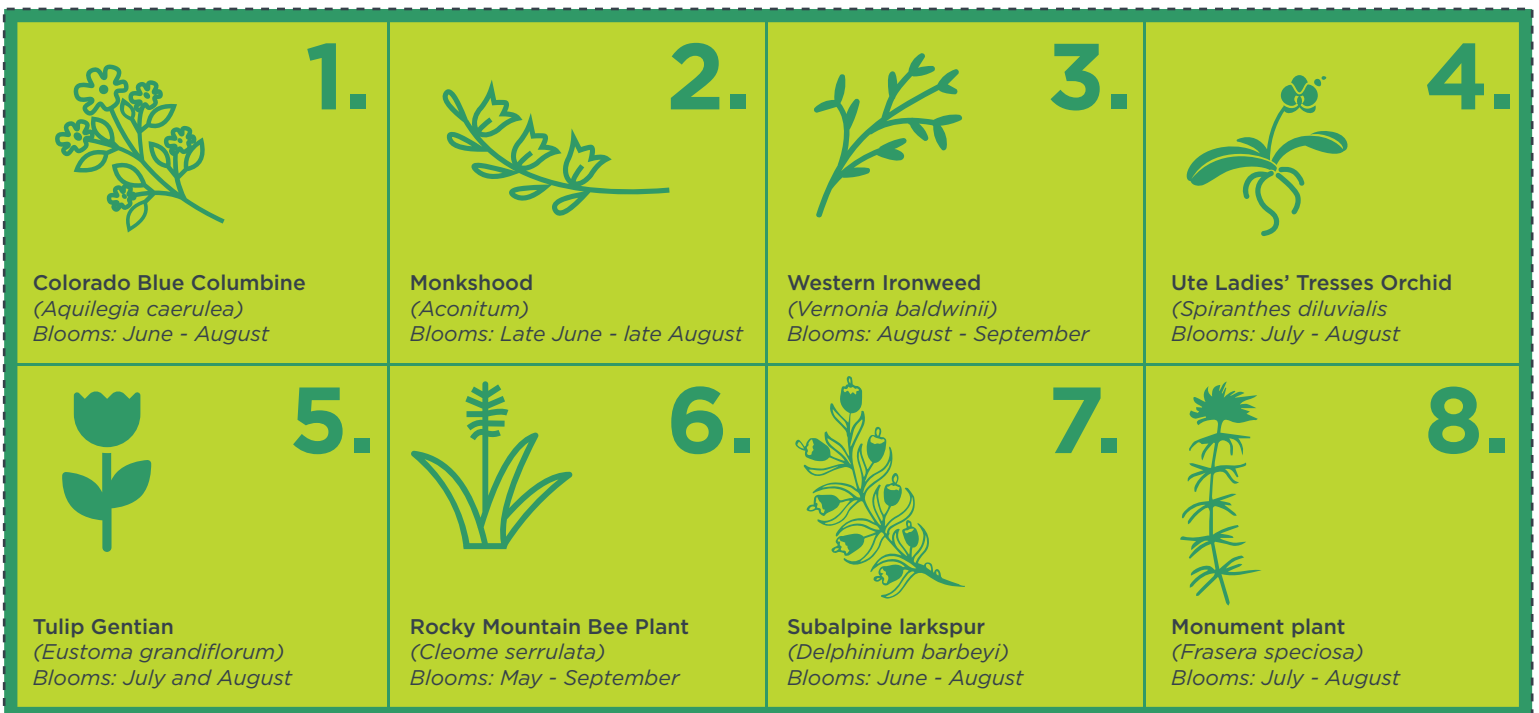 1.
Colorado Blue Columbine
(Aquilegia caerulea)
Blooms: June - August
2.
Monkshood
(Aconitum)
Blooms: Late June - late August
3.
Western Ironweed
(Vernonia baldwinii)
Blooms: August - September
4.
Ute Ladies’ Tresses Orchid
(Spiranthes diluvialis
Blooms: July - August
5.
Tulip Gentian
(Eustoma grandiflorum)
Blooms: July and August
6.
Rocky Mountain Bee Plant
(Cleome serrulata)
Blooms: May - September
7.
Subalpine larkspur
(Delphinium barbeyi)
Blooms: June - August
8.
Monument plant
(Frasera speciosa)
Blooms: July - August